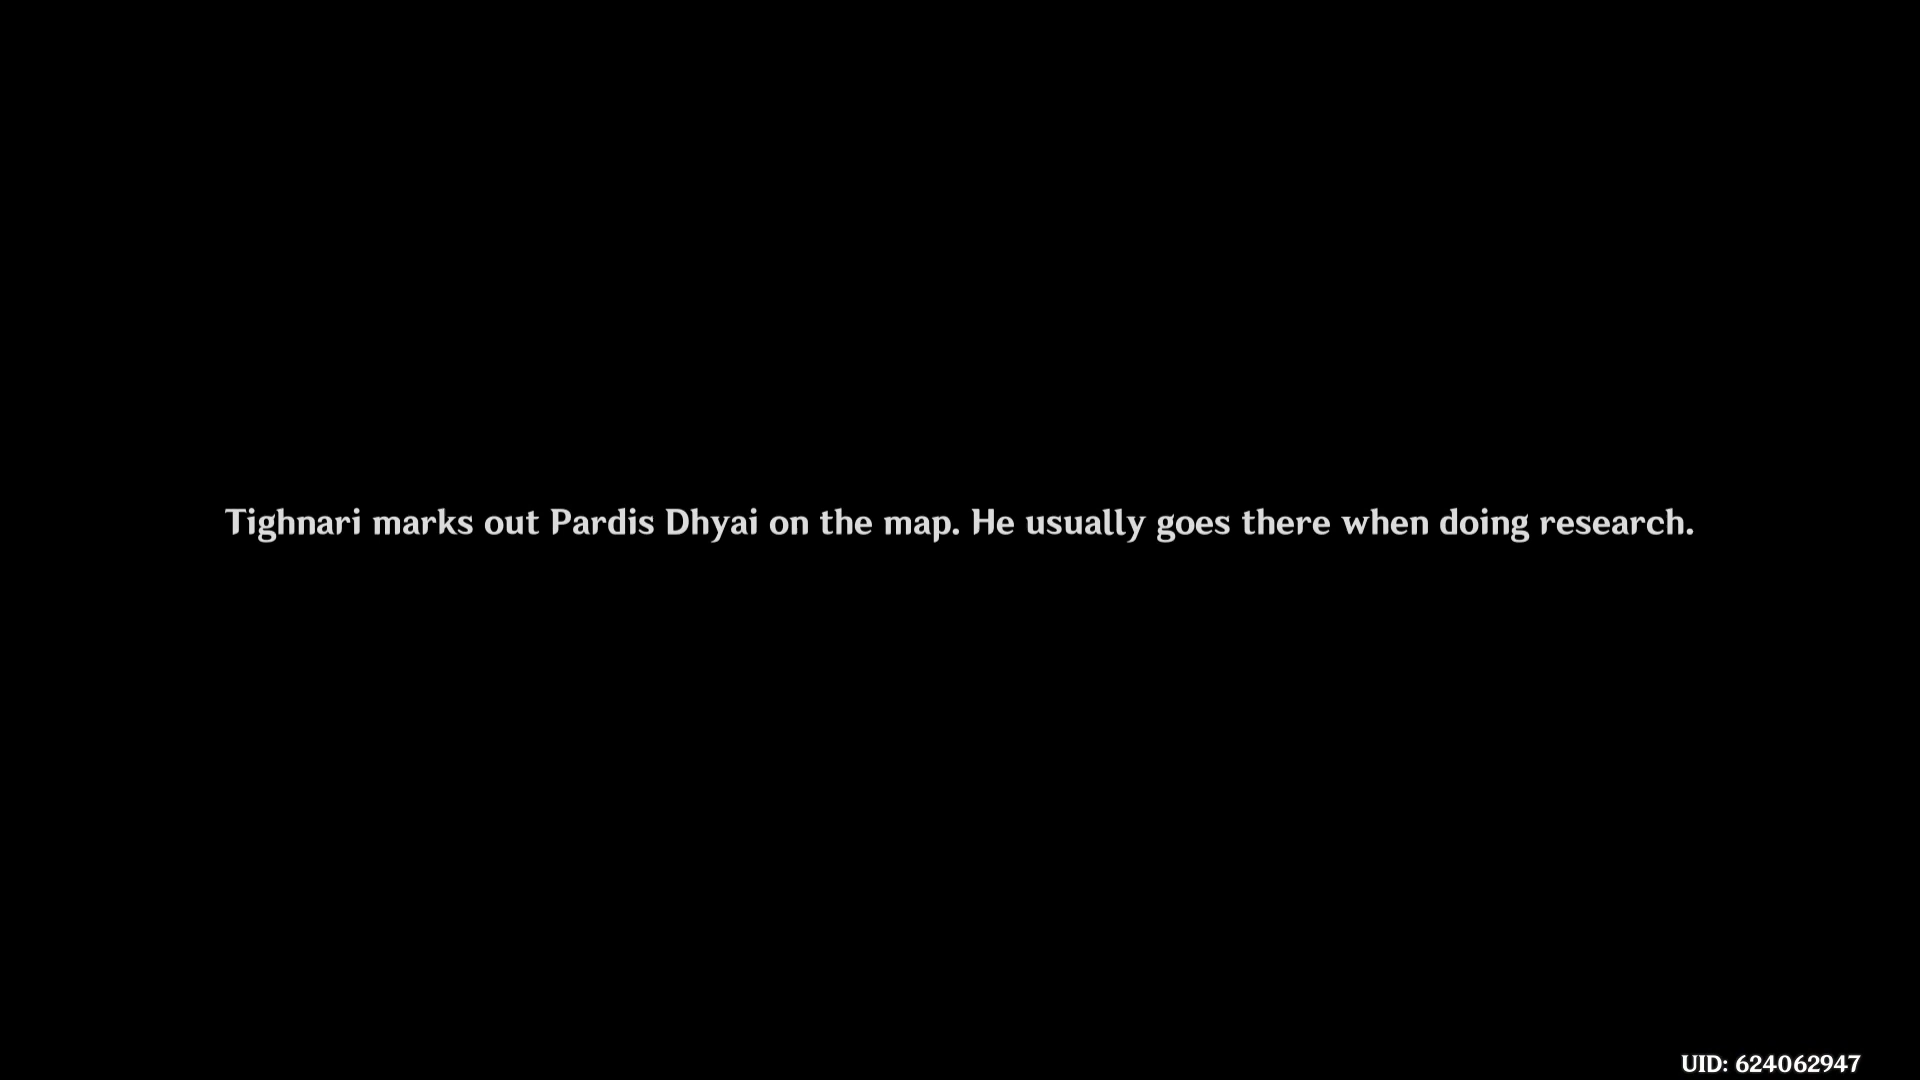 Tighnari marks out Pardis Dhyai on the map. He usually goes there when doing research.
UID: 624062947